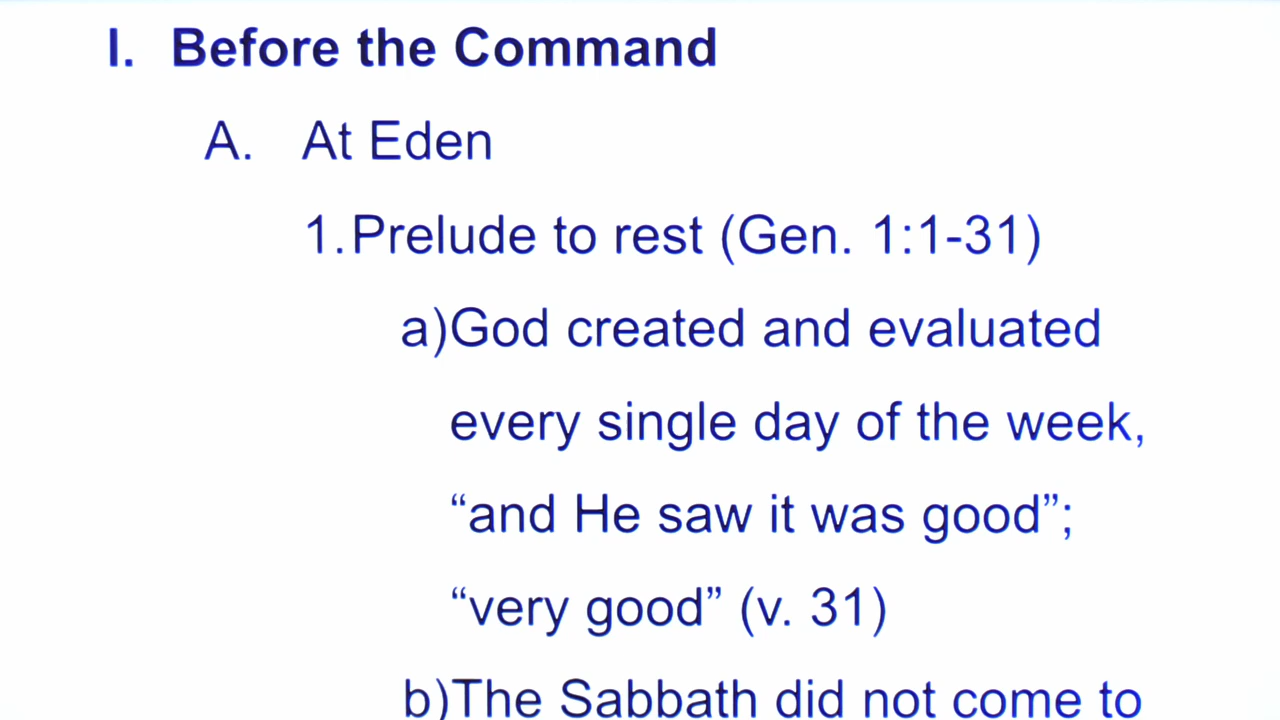 I. Before the Command
A. At Eden
1. Prelude to rest (Gen. 1:1-31)
a) God created and evaluated
every single day of the week,
“and He saw it was good”;
“very good” (v. 31)
b) The Sabbath did not come to